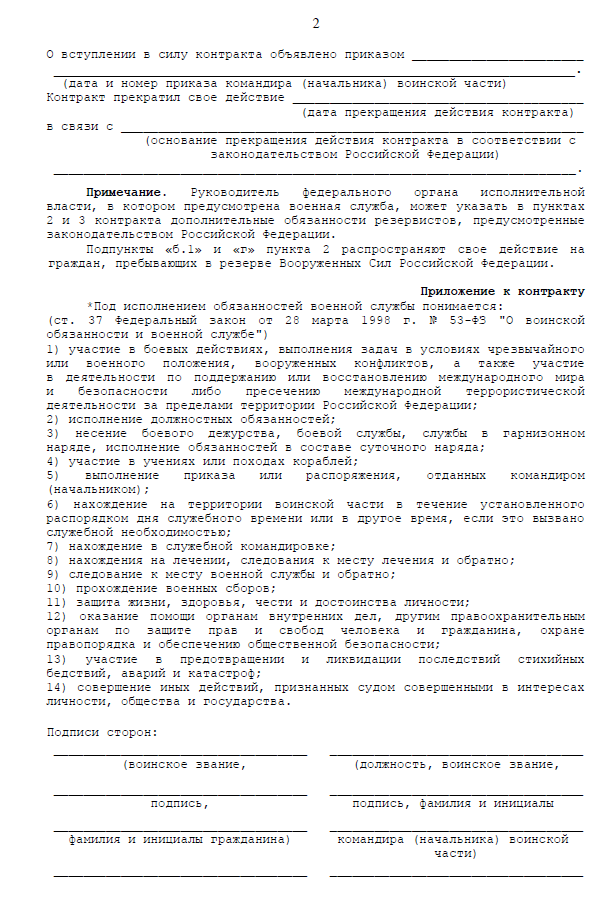 2
О вступлении в силу контракта объявлено приказом _______________________
______________________________________________________________________.
(дата и номер приказа командира (начальника) воинской части)
Контракт прекратил свое действие _______________________________________
(дата прекращения действия контракта)
в связи с ______________________________________________________________
(основание прекращения действия контракта в соответствии с
законодательством Российской Федерации)
______________________________________________________________________.
Примечание. Руководитель федерального органа исполнительной
власти, в котором предусмотрена военная служба, может указать в пунктах
2 и 3 контракта дополнительные обязанности резервистов, предусмотренные
законодательством Российской Федерации.
Подпункты «б.1» и «г» пункта 2 распространяют свое действие на
граждан, пребывающих в резерве Вооруженных Сил Российской Федерации.
Приложение к контракту
*Под исполнением обязанностей военной службы понимается:
(ст. 37 Федеральный закон от 28 марта 1998 г. № 53-ФЗ "О воинской
обязанности и военной службе")
1) участие в боевых действиях, выполнения задач в условиях чрезвычайного
или военного положения, вооруженных конфликтов, а также участие
в деятельности по поддержанию или восстановлению международного мира
и безопасности либо пресечению международной террористической
деятельности за пределами территории Российской Федерации;
2) исполнение должностных обязанностей;
3) несение боевого дежурства, боевой службы, службы в гарнизонном
наряде, исполнение обязанностей в составе суточного наряда;
4) участие в учениях или походах кораблей;
5) выполнение приказа или распоряжения, отданных командиром
(начальником);
6) нахождение на территории воинской части в течение установленного
распорядком дня служебного времени или в другое время, если это вызвано
служебной необходимостью;
7) нахождение в служебной командировке;
8) нахождения на лечении, следования к месту лечения и обратно;
9) следование к месту военной службы и обратно;
10) прохождение военных сборов;
11) защита жизни, здоровья, чести и достоинства личности;
12) оказание помощи органам внутренних дел, другим правоохранительным
органам по защите прав и свобод человека и гражданина, охране
правопорядка и обеспечению общественной безопасности;
13) участие в предотвращении и ликвидации последствий стихийных
бедствий, аварий и катастроф;
14) совершение иных действий, признанных судом совершенными в интересах
личности, общества и государства.
Подписи сторон:
__________________________________ __________________________________
(воинское звание, (должность, воинское звание,
__________________________________ __________________________________
подпись, подпись, фамилия и инициалы
__________________________________ __________________________________
фамилия и инициалы гражданина) командира (начальника) воинской
части)
__________________________________ __________________________________